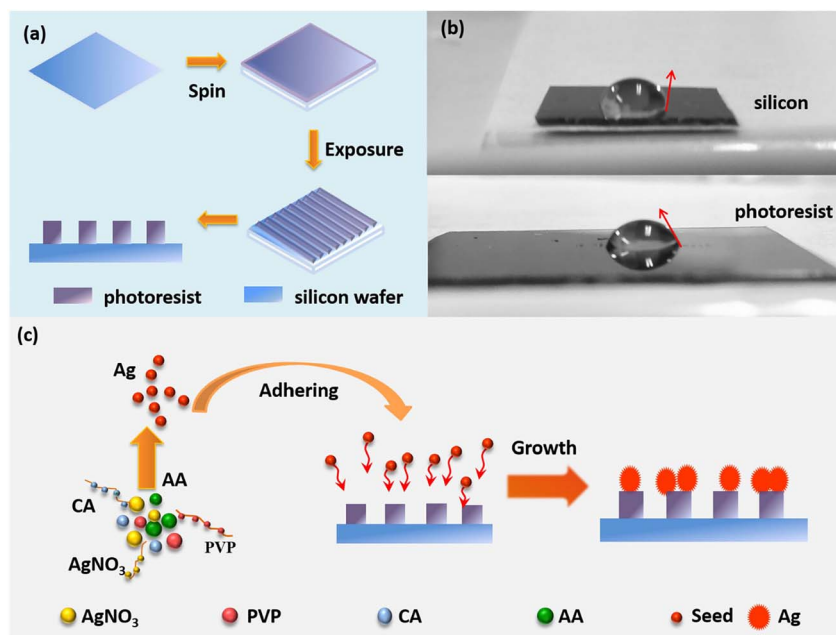 (a)
Spin
Exposure
photoresist
silicon wafer
(b)
silicon
photoresist
(c)
Ag
Adhering
AA
CA
PVP
AgNO₃
Growth
AgNO₃
PVP
CA
AA
Seed
Ag